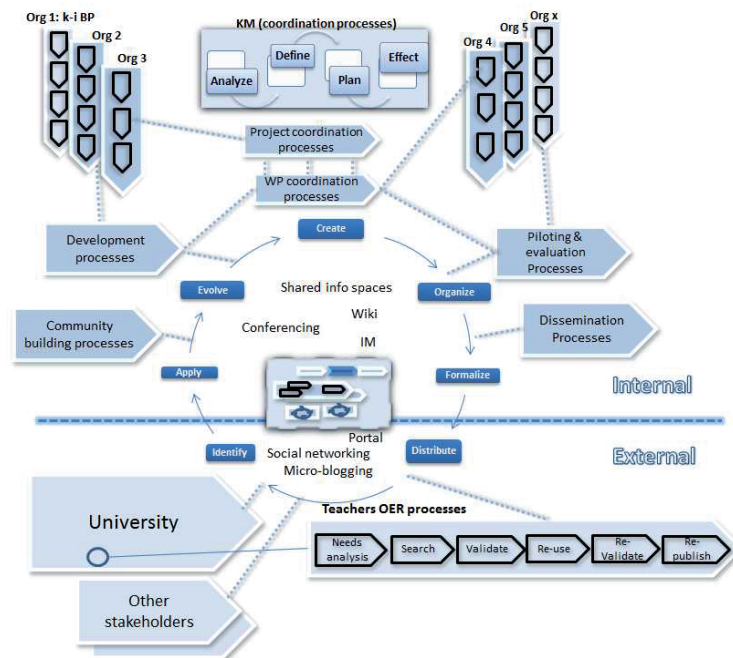 Org 1: k-i BP
Org 2
Org 3
KM (coordination processes)
Analyze
Define
Plan
Effect
Org 4
Org 5
Org x
Project coordination
processes
WP coordination
processes
Development
processes
Piloting &
evaluation
Processes
Create
Evolve
Organize
Shared info spaces
Wiki
Conferencing
IM
Community
building processes
Dissemination
Processes
Apply
Formalize
Internal
Identify
Distribute
Portal
Social networking
Micro-blogging
External
University
Teachers OER processes
Needs
analysis
Search
Validate
Re-use
Re-
Validate
Re-
publish
Other
stakeholders